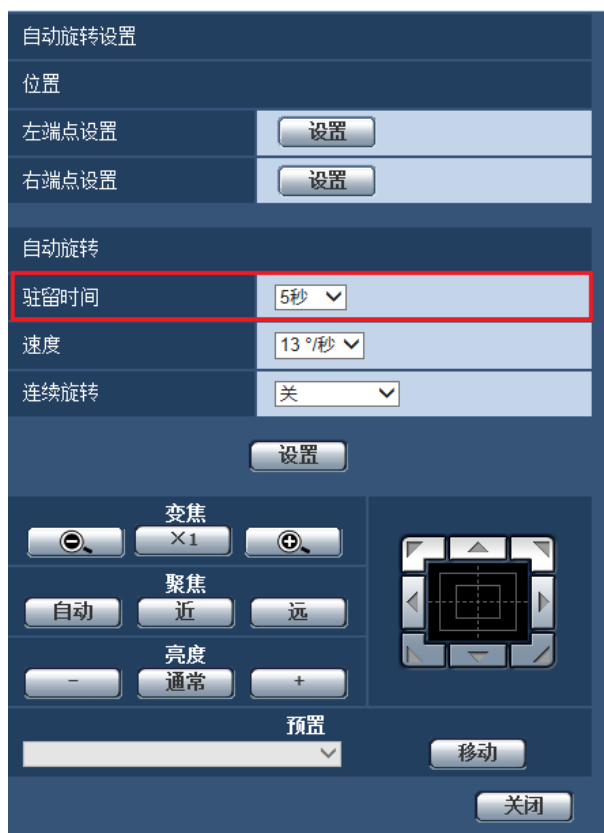 自动旋转设置
位置
左端点设置 设置
右端点设置 设置
自动旋转
驻留时间 5秒
速度 13 °/秒
连续旋转 关
设置
变焦
×1
聚焦
自动 近 远
亮度
- 通常 +
预置
移动
关闭